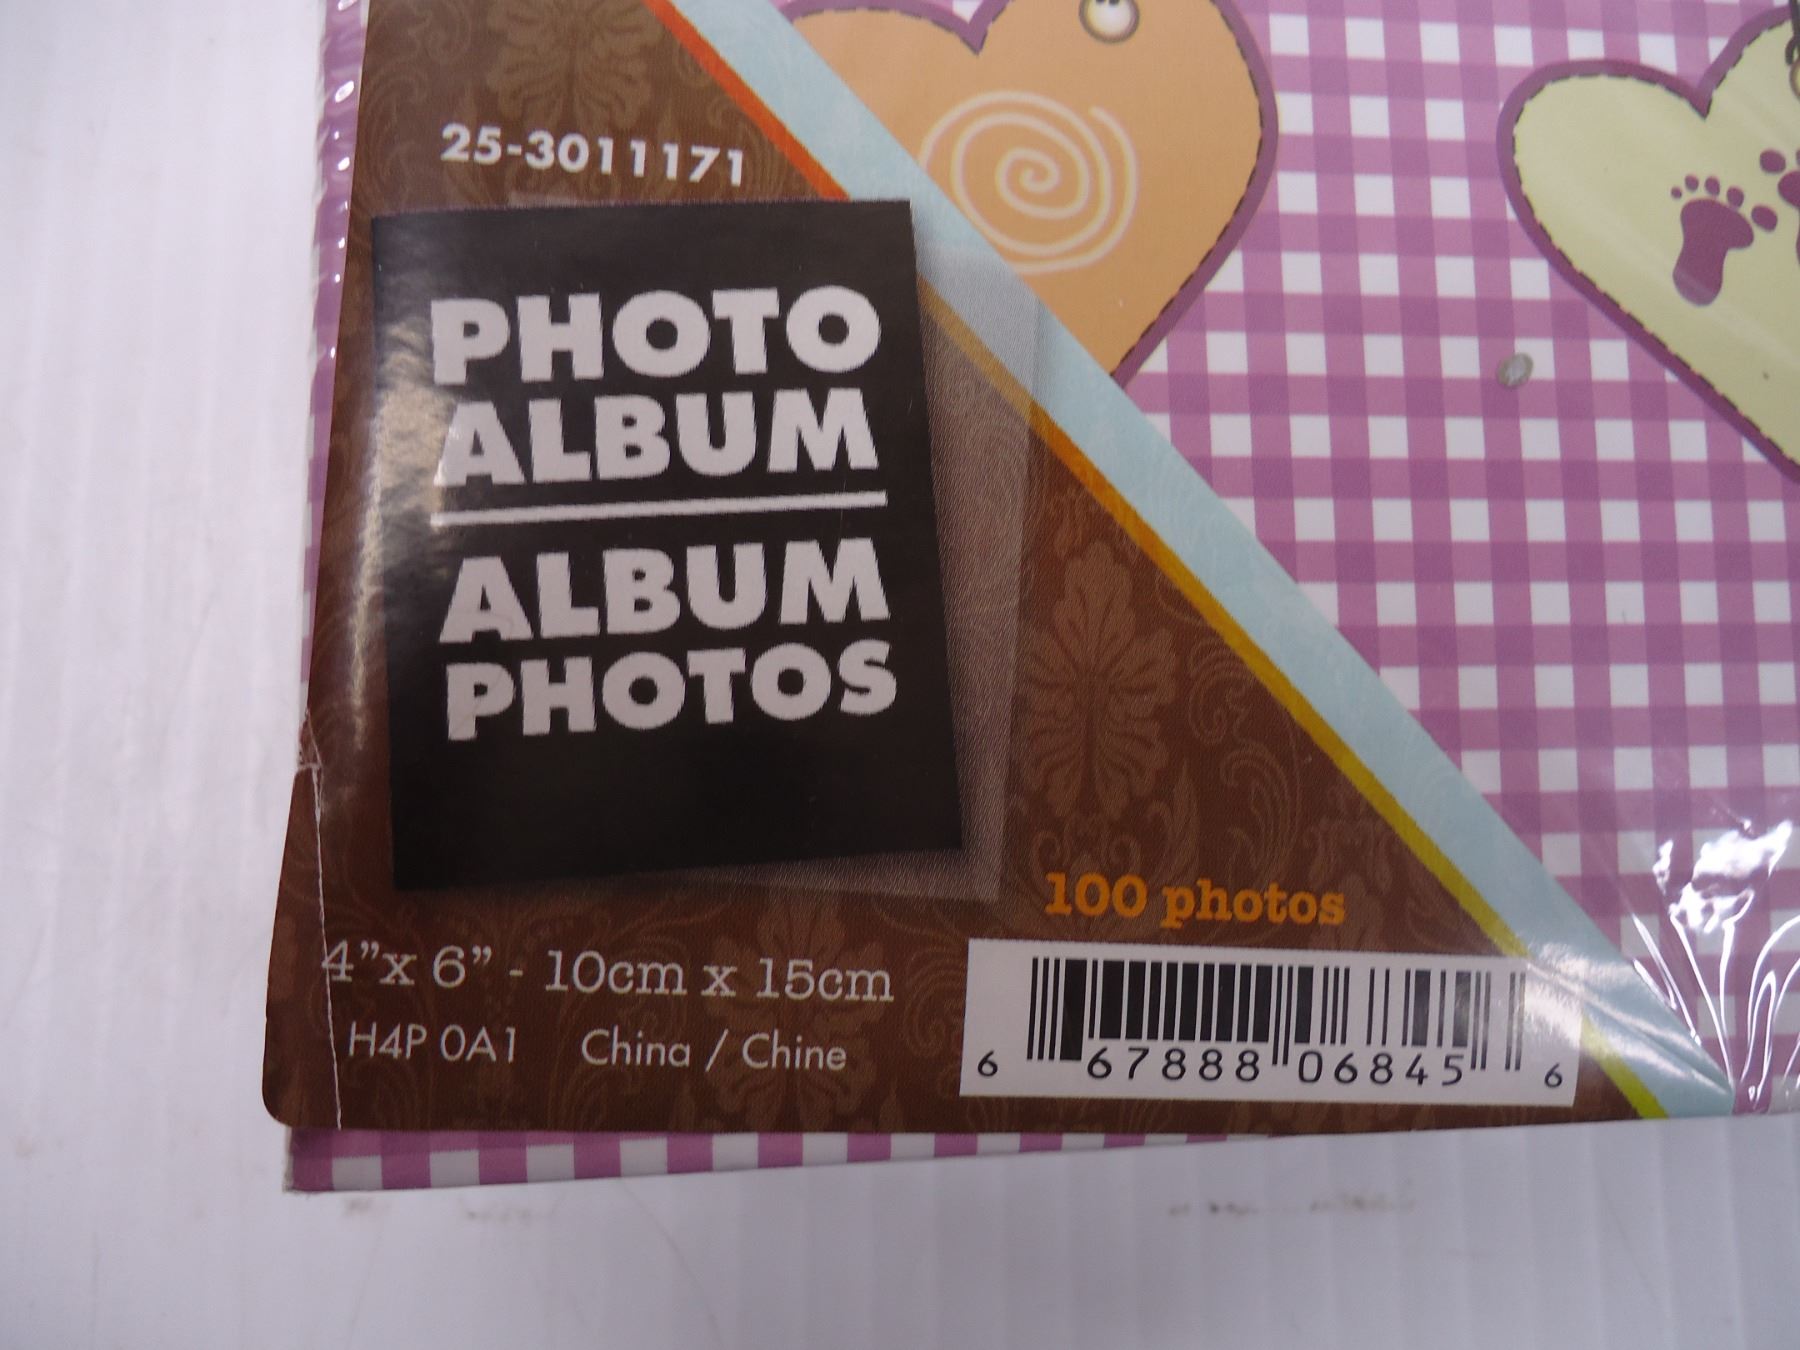 25-3011171
PHOTO
ALBUM
ALBUM
PHOTOS
100 photos
4”x 6” - 10cm x 15cm
H4P 0A1 China / Chine
6 67888 06845 6